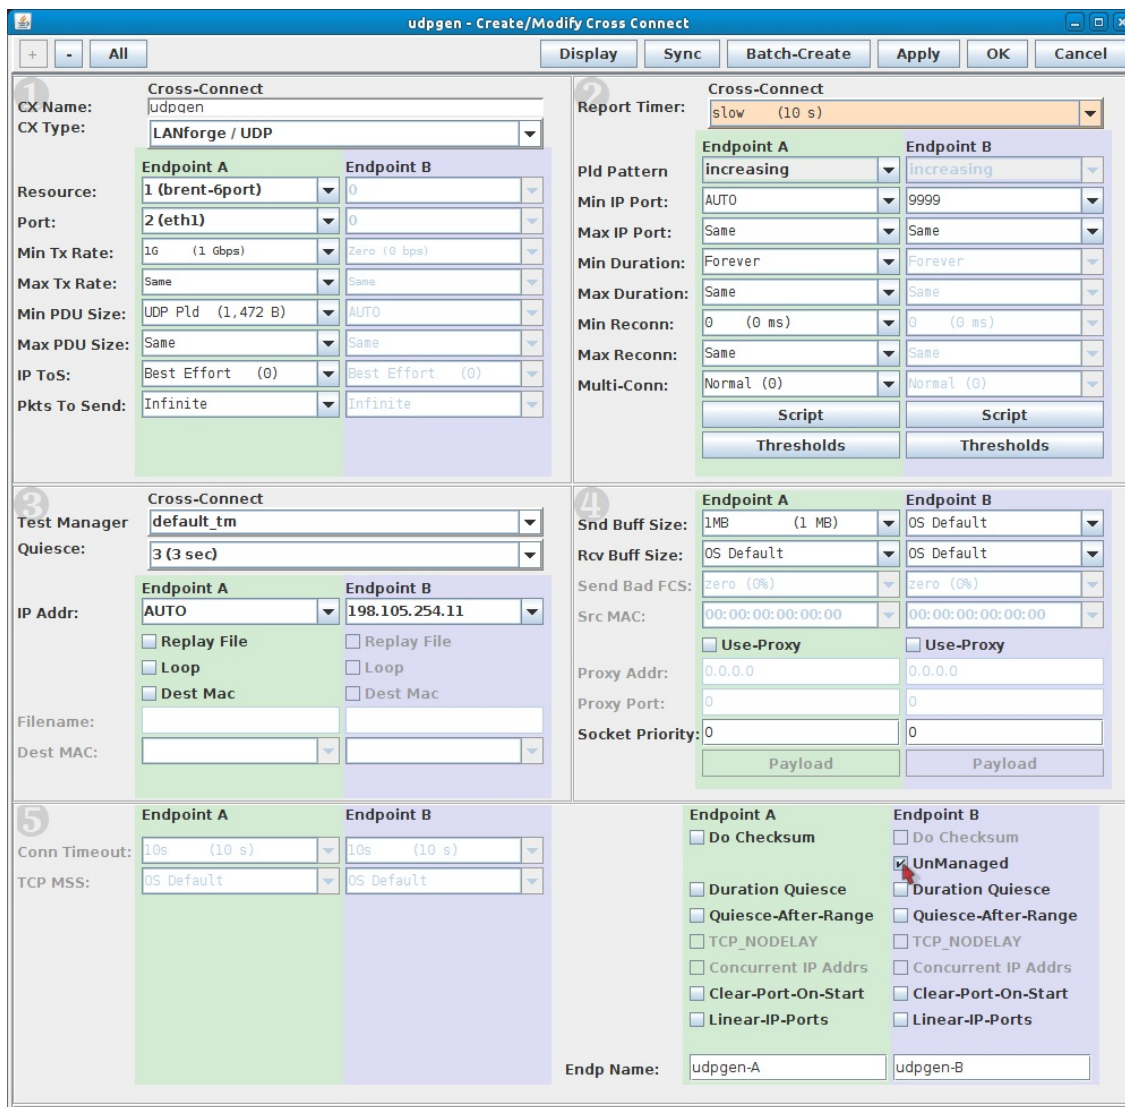 udpgen - Create/Modify Cross Connect
+ - All Display Sync Batch-Create Apply OK Cancel
1
Cross-Connect
CX Name: udpgen
CX Type: LANforge / UDP
Endpoint A Endpoint B
Resource: 1 (brent-6port) 0
Port: 2 (eth1) 0
Min Tx Rate: 1G (1 Gbps) Zero (0 bps)
Max Tx Rate: Same Same
Min PDU Size: UDP Pld (1,472 B) AUTO
Max PDU Size: Same Same
IP ToS: Best Effort (0) Best Effort (0)
Pkts To Send: Infinite Infinite
2
Cross-Connect
Report Timer: slow (10 s)
Endpoint A Endpoint B
Pld Pattern increasing increasing
Min IP Port: AUTO 9999
Max IP Port: Same Same
Min Duration: Forever Forever
Max Duration: Same Same
Min Reconn: 0 (0 ms) 0 (0 ms)
Max Reconn: Same Same
Multi-Conn: Normal (0) Normal (0)
Script Script
Thresholds Thresholds
3
Cross-Connect
Test Manager default_tm
Quiesce: 3 (3 sec)
Endpoint A Endpoint B
IP Addr: AUTO 198.105.254.11
Replay File Replay File
Loop Loop
Dest Mac Dest Mac
Filename:
Dest MAC:
4
Endpoint A Endpoint B
Snd Buff Size: 1MB (1 MB) OS Default
Rcv Buff Size: OS Default OS Default
Send Bad FCS: zero (0%) zero (0%)
Src MAC: 00:00:00:00:00:00 00:00:00:00:00:00
Use-Proxy Use-Proxy
Proxy Addr: 0.0.0.0 0.0.0.0
Proxy Port: 0 0
Socket Priority: 0 0
Payload Payload
5
Endpoint A Endpoint B
Conn Timeout: 10s (10 s) 10s (10 s)
TCP MSS: OS Default OS Default
Endpoint A Endpoint B
Do Checksum Do Checksum
UnManaged
Duration Quiesce Duration Quiesce
Quiesce-After-Range Quiesce-After-Range
TCP_NODELAY TCP_NODELAY
Concurrent IP Addrs Concurrent IP Addrs
Clear-Port-On-Start Clear-Port-On-Start
Linear-IP-Ports Linear-IP-Ports
Endp Name: udpgen-A udpgen-B